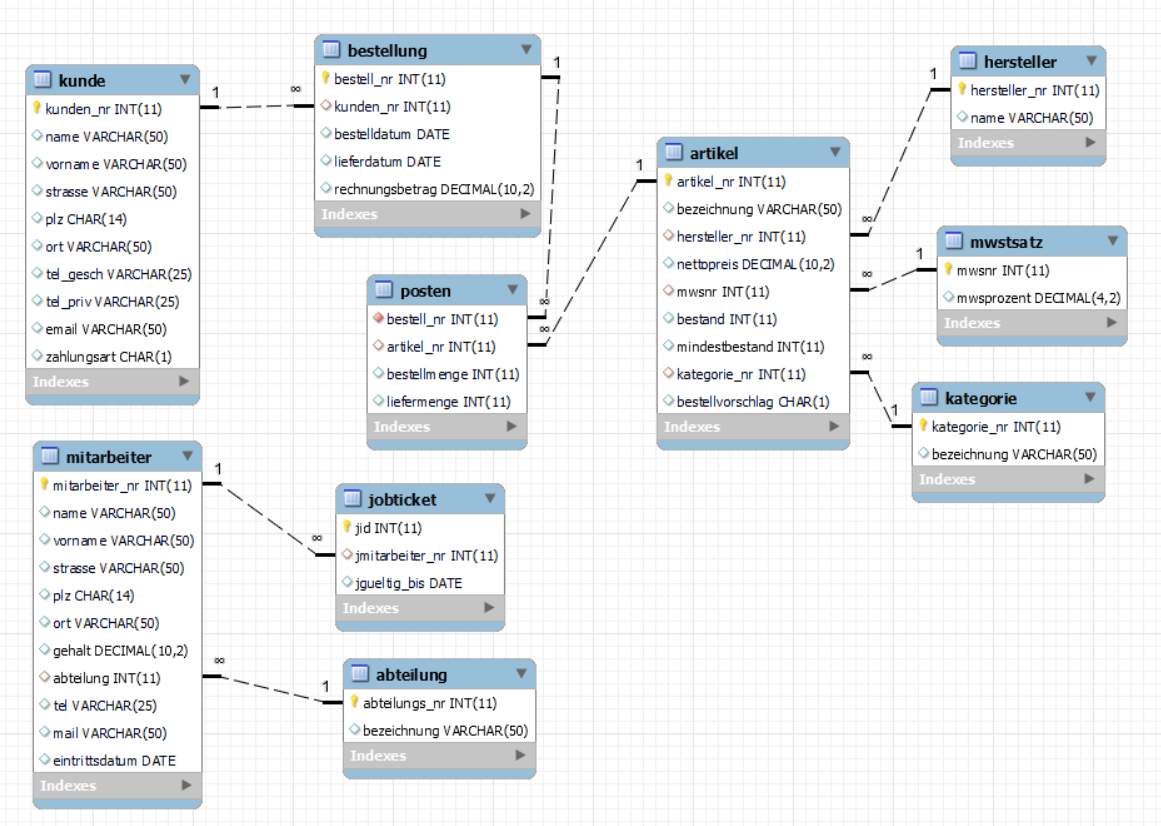 kunde
kunden_nr INT(11)
name VARCHAR(50)
vorname VARCHAR(50)
strasse VARCHAR(50)
plz CHAR(14)
ort VARCHAR(50)
tel_gesch VARCHAR(25)
tel_priv VARCHAR(25)
email VARCHAR(50)
zahlungsart CHAR(1)
Indexes
1
∞
bestellung
bestell_nr INT(11)
kunden_nr INT(11)
bestelldatum DATE
lieferdatum DATE
rechnungsbetrag DECIMAL(10,2)
Indexes
1
∞
posten
bestell_nr INT(11)
artikel_nr INT(11)
bestellmenge INT(11)
liefermenge INT(11)
Indexes
∞
1
artikel
artikel_nr INT(11)
bezeichnung VARCHAR(50)
hersteller_nr INT(11)
nettopreis DECIMAL(10,2)
mwsnr INT(11)
bestand INT(11)
mindestbestand INT(11)
kategorie_nr INT(11)
bestellvorschlag CHAR(1)
Indexes
∞
1
hersteller
hersteller_nr INT(11)
name VARCHAR(50)
Indexes
∞
1
mwstsatz
mwsnr INT(11)
mwsprozent DECIMAL(4,2)
Indexes
∞
1
kategorie
kategorie_nr INT(11)
bezeichnung VARCHAR(50)
Indexes
mitarbeiter
mitarbeiter_nr INT(11)
name VARCHAR(50)
vorname VARCHAR(50)
strasse VARCHAR(50)
plz CHAR(14)
ort VARCHAR(50)
gehalt DECIMAL(10,2)
abteilung INT(11)
tel VARCHAR(25)
mail VARCHAR(50)
eintrittsdatum DATE
Indexes
1
∞
jobticket
jid INT(11)
jmitarbeiter_nr INT(11)
jgueltig_bis DATE
Indexes
∞
1
abteilung
abteilungs_nr INT(11)
bezeichnung VARCHAR(50)
Indexes